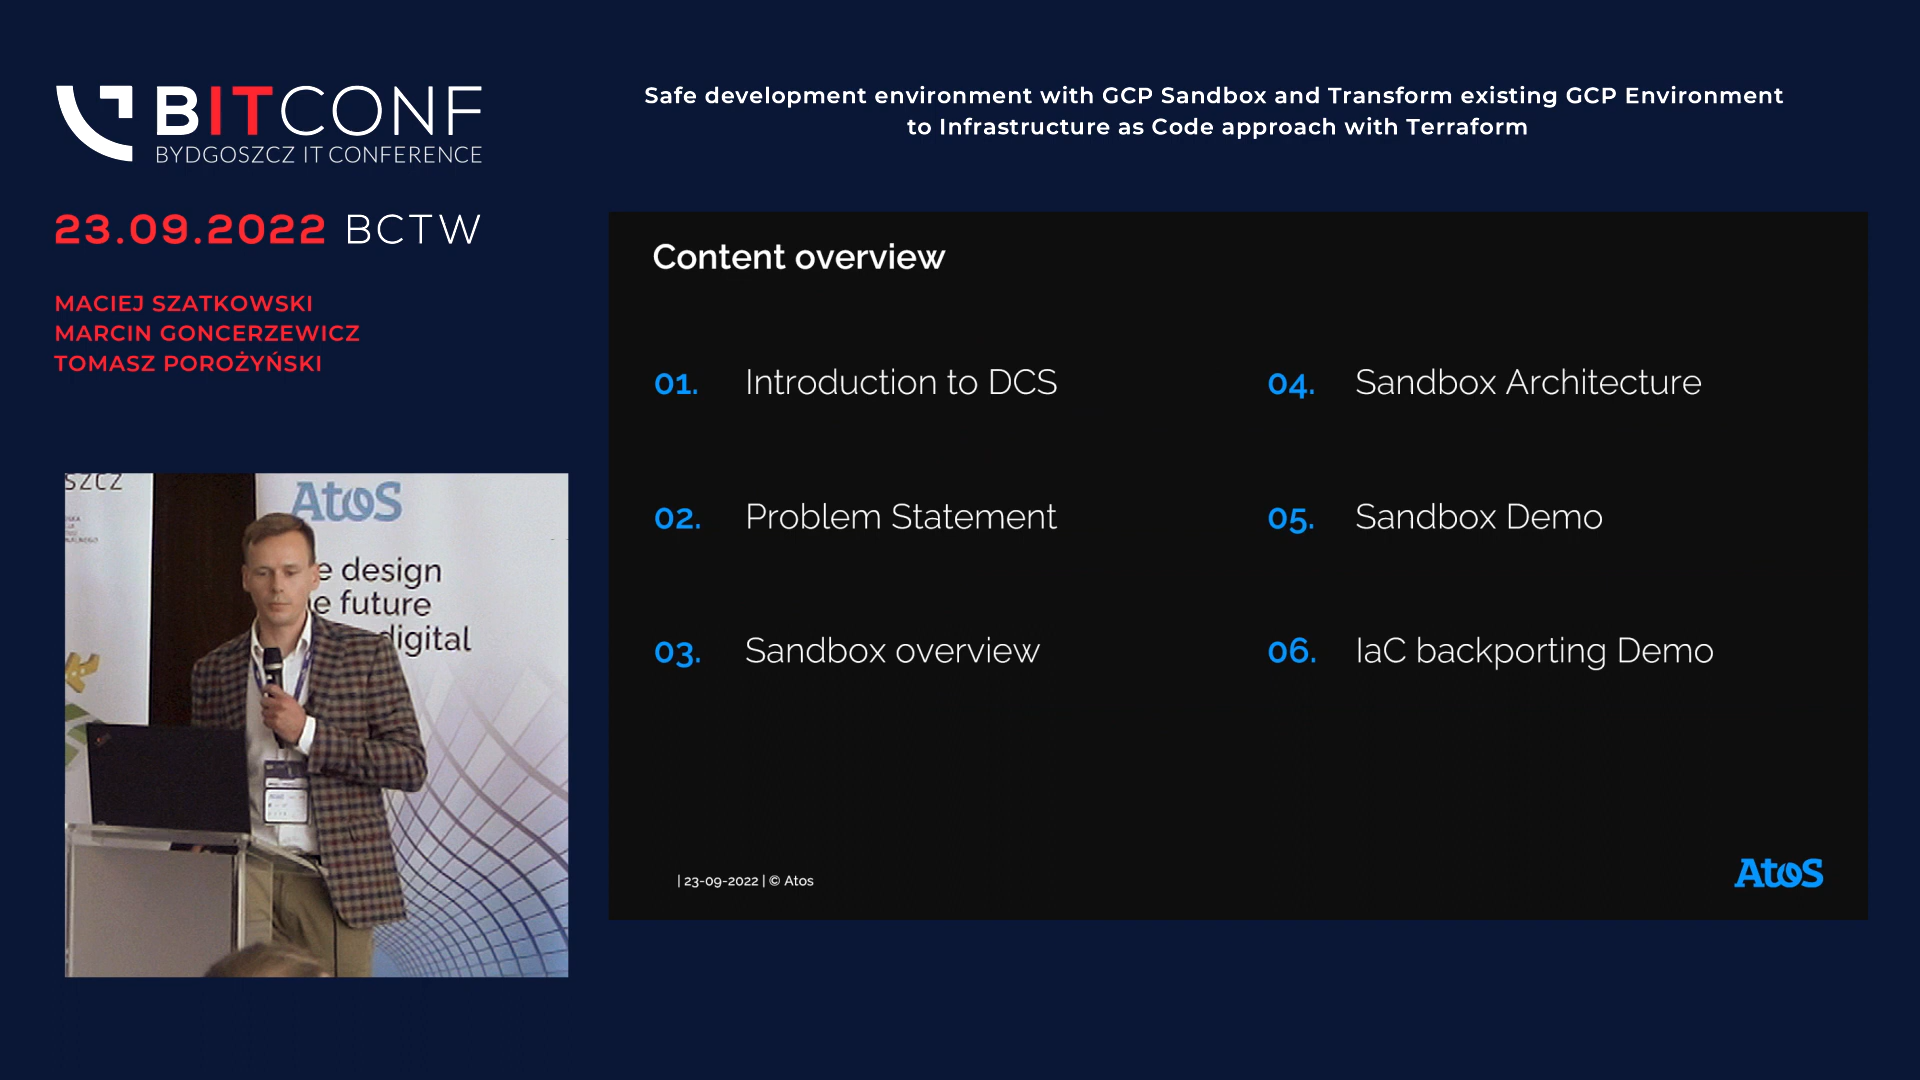 BITCONF
BYDGOSZCZ IT CONFERENCE
23.09.2022 BCTW
MACIEJ SZATKOWSKI
MARCIN GONCERZEWICZ
TOMASZ POROŻYŃSKI
Safe development environment with GCP Sandbox and Transform existing GCP Environment
to Infrastructure as Code approach with Terraform
Content overview
01. Introduction to DCS
02. Problem Statement
03. Sandbox overview
04. Sandbox Architecture
05. Sandbox Demo
06. IaC backporting Demo
| 23-09-2022 | © Atos
Atos
SZCZ
Atos
e design
e future
digital